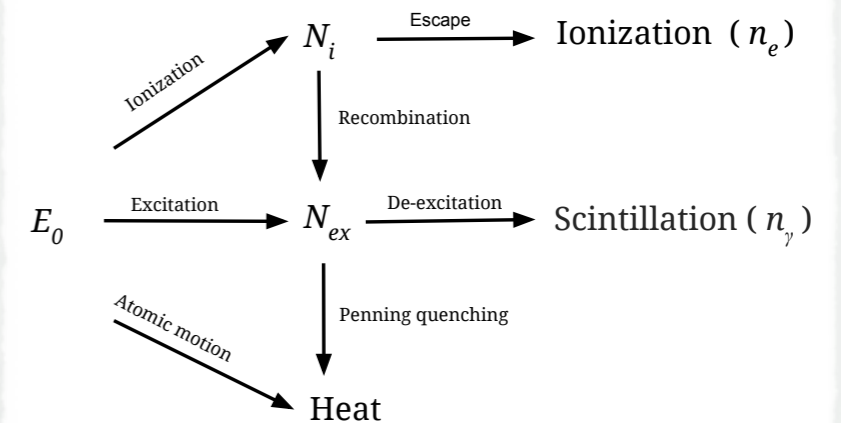 Ionization
N_i
Escape
Ionization ( n_e )
Recombination
E_0
Excitation
N_ex
De-excitation
Scintillation ( n_γ )
Atomic motion
Penning quenching
Heat